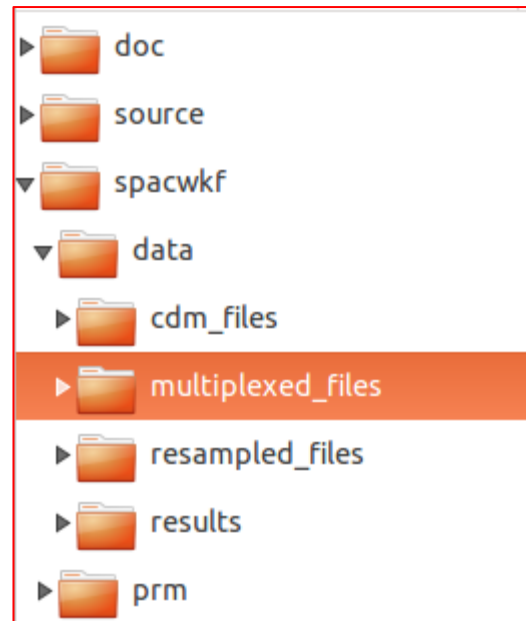 doc
source
spacwkf
data
cdm_files
multiplexed_files
resampled_files
results
prm